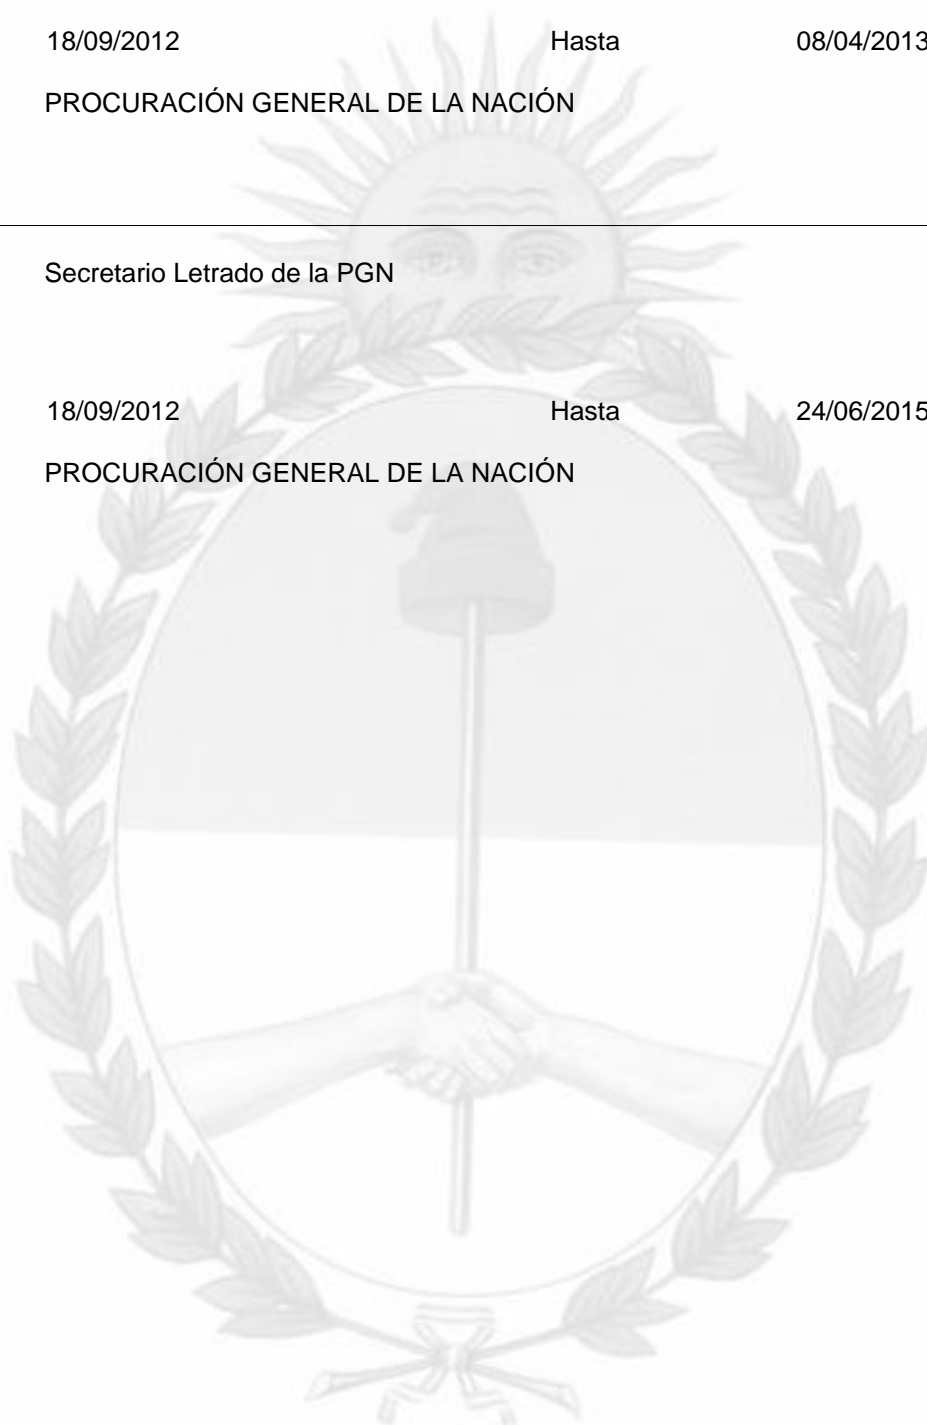 18/09/2012 Hasta 08/04/2013
PROCURACIÓN GENERAL DE LA NACIÓN
Secretario Letrado de la PGN
18/09/2012 Hasta 24/06/2015
PROCURACIÓN GENERAL DE LA NACIÓN